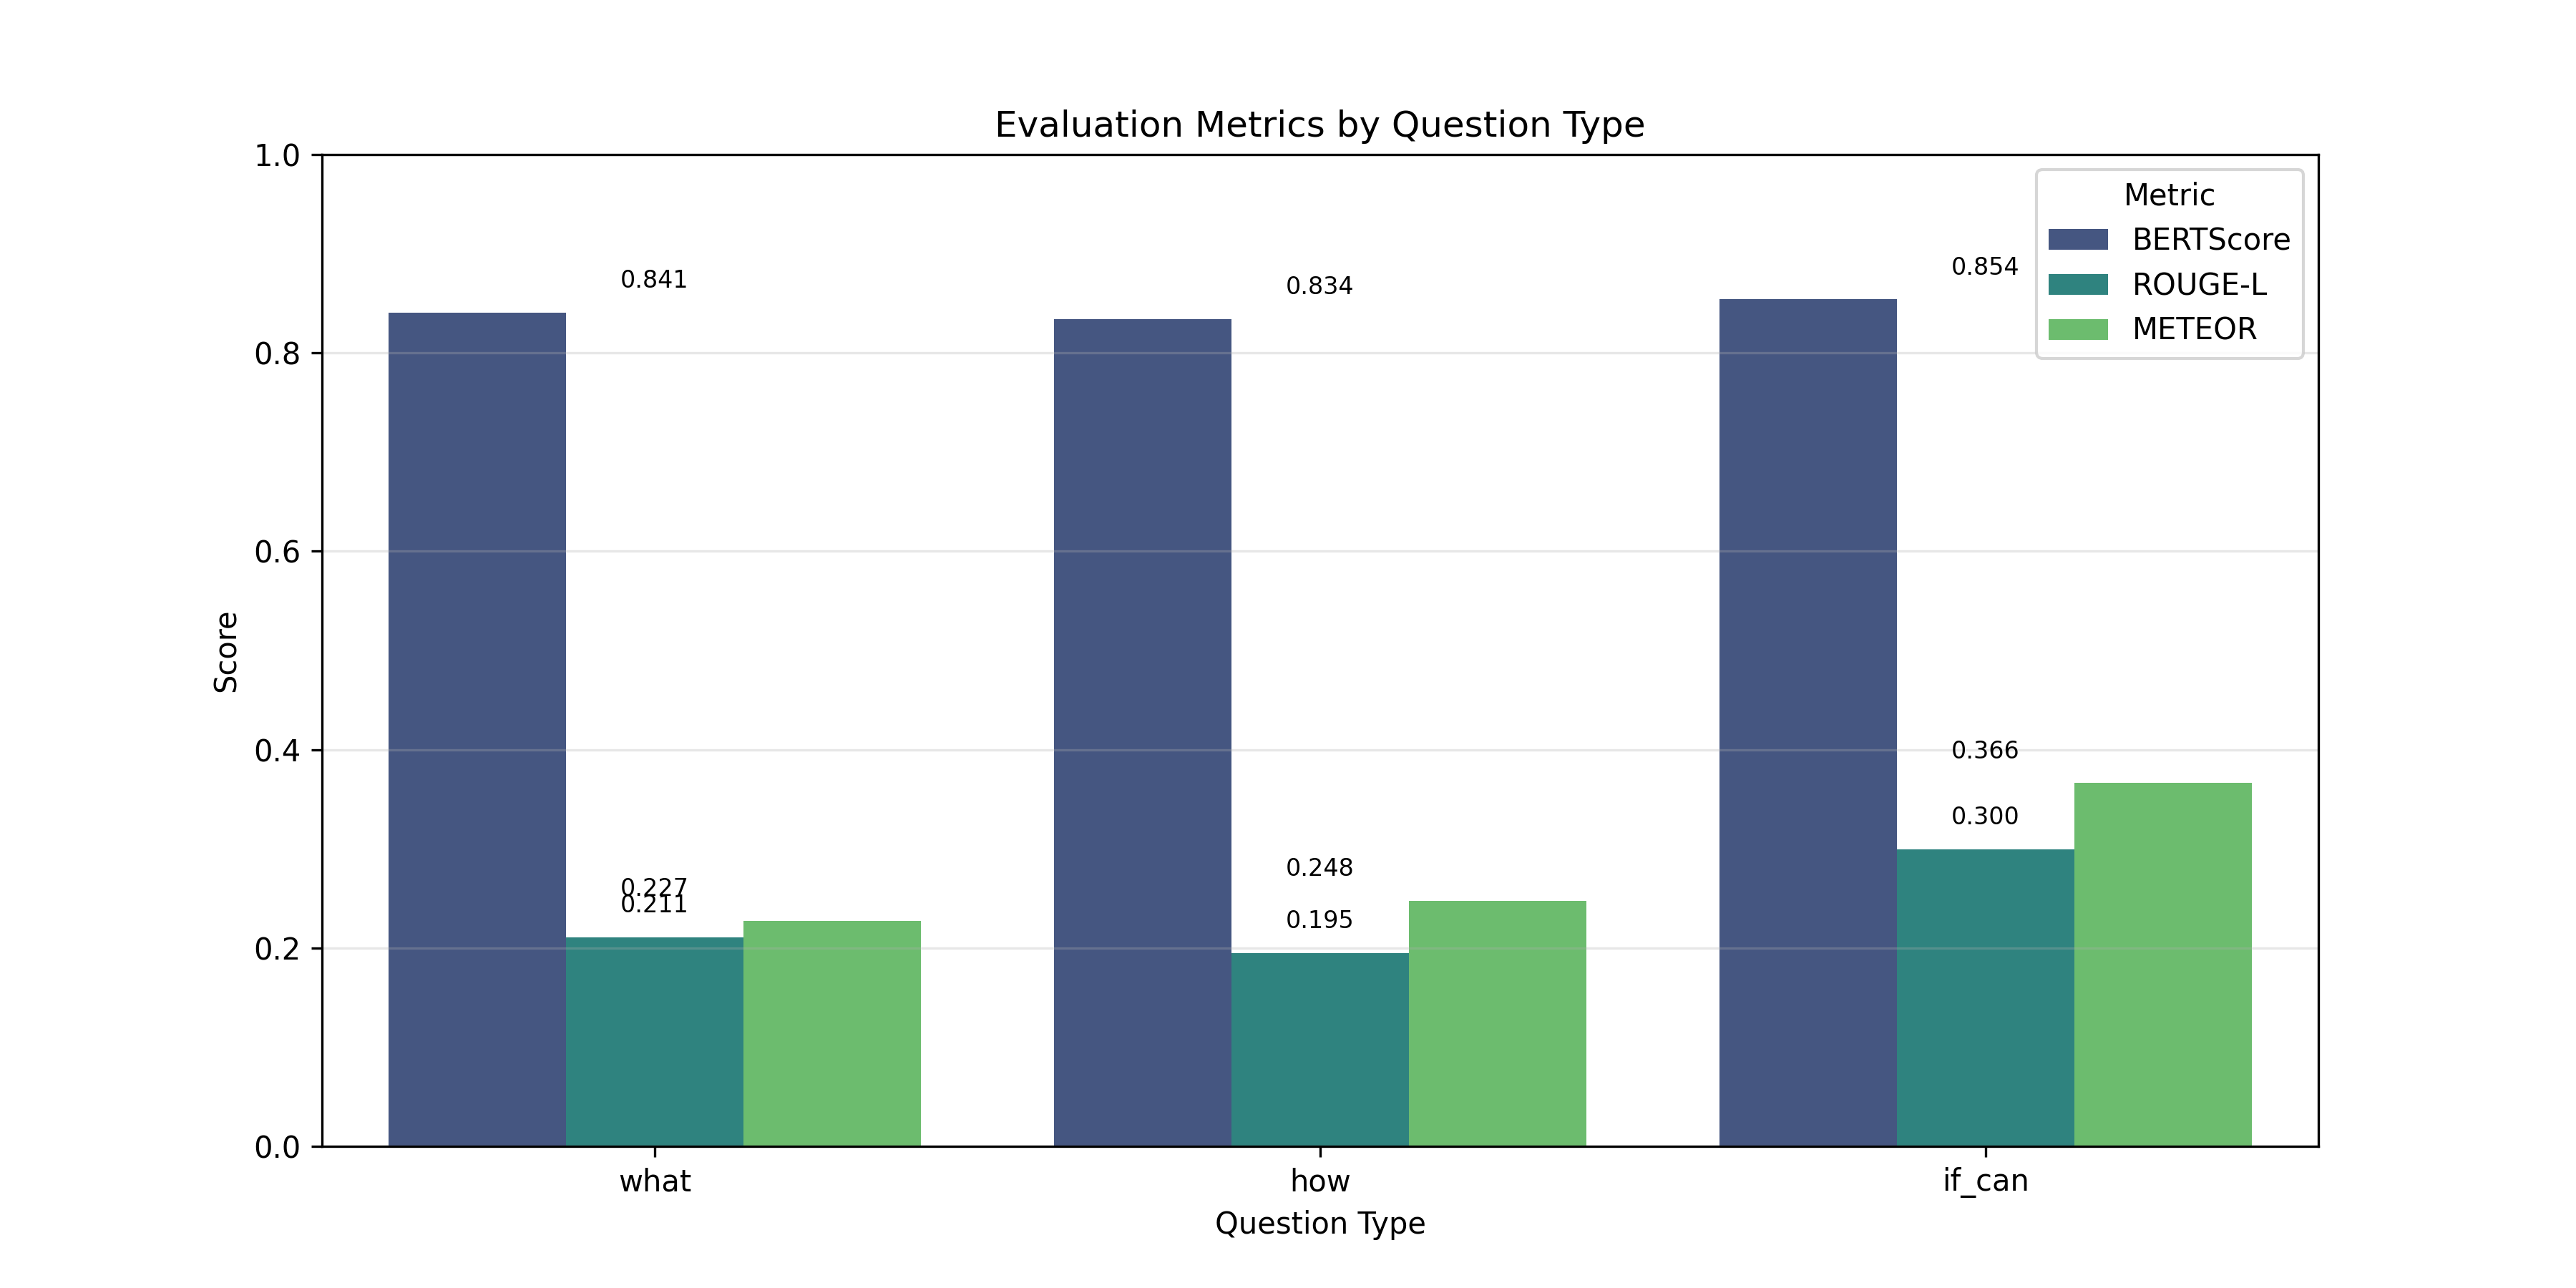 Evaluation Metrics by Question Type
Metric
BERTScore
ROUGE-L
METEOR
1.0
0.8
0.6
0.4
0.2
0.0
Score
0.841
0.834
0.854
0.227
0.211
0.248
0.195
0.366
0.300
what
how
if_can
Question Type